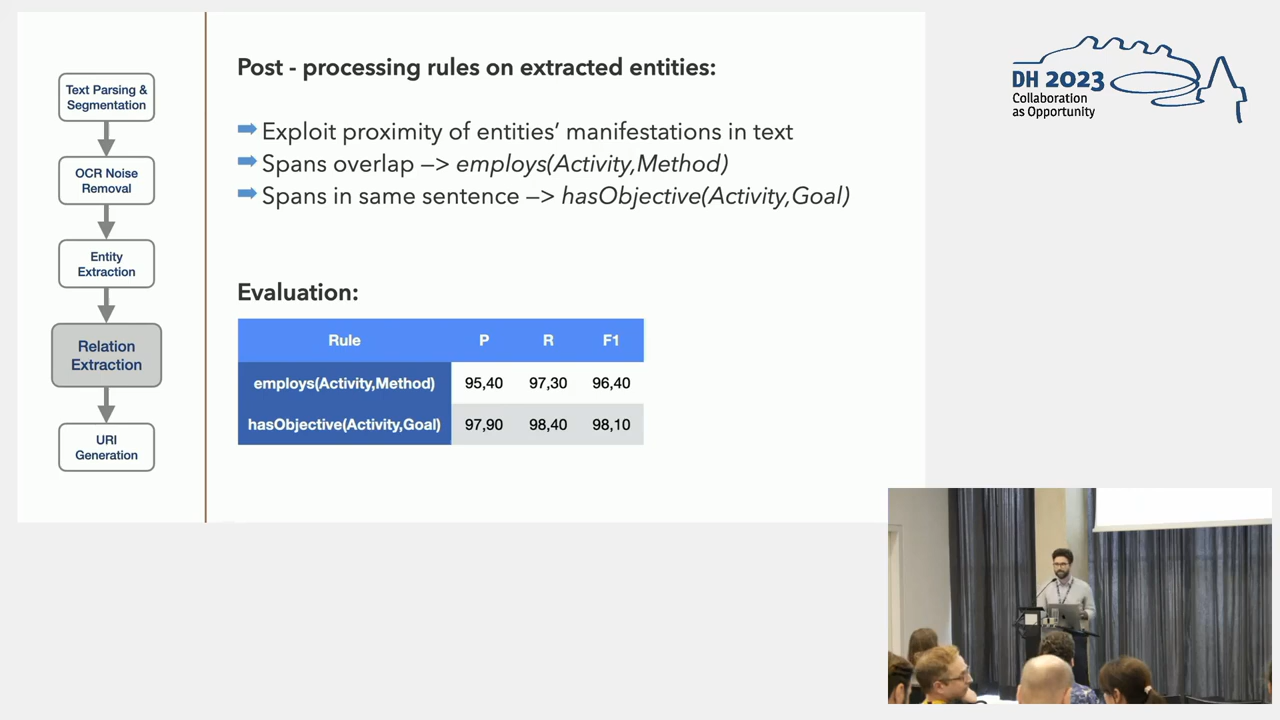 Text Parsing &
Segmentation
OCR Noise
Removal
Entity
Extraction
Relation
Extraction
URI
Generation
Post - processing rules on extracted entities:
Exploit proximity of entities’ manifestations in text
Spans overlap —> employs(Activity,Method)
Spans in same sentence —> hasObjective(Activity,Goal)
Evaluation:
Rule P R F1
employs(Activity,Method) 95,40 97,30 96,40
hasObjective(Activity,Goal) 97,90 98,40 98,10
DH 2023
Collaboration
as Opportunity